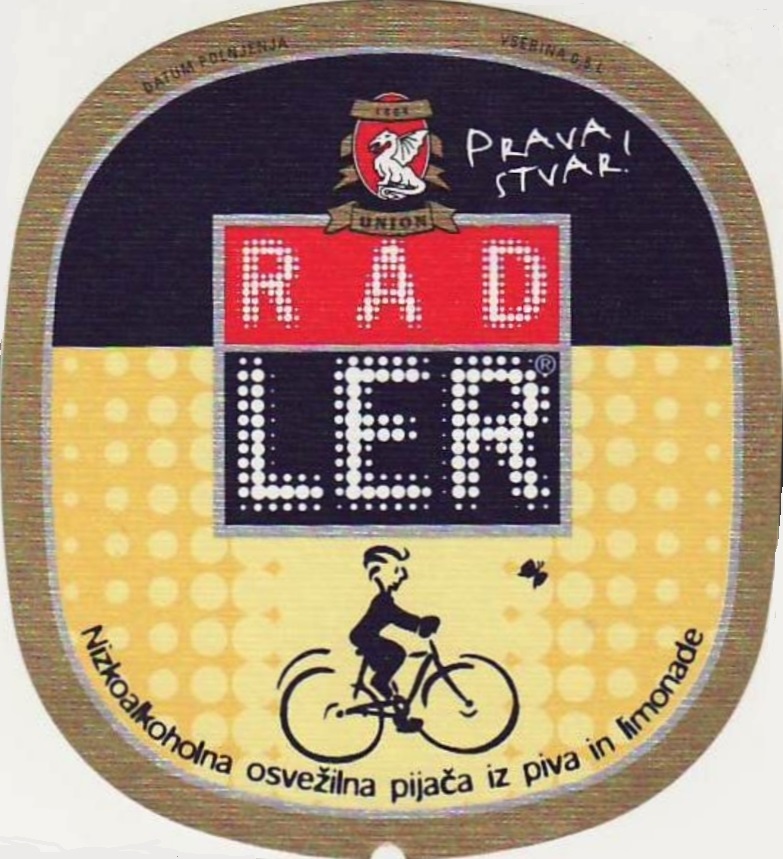 DATUM POLNJENJA
VSEBINA 0,5 L
1864
UNION
PRAVA
STVAR.
RAD
LER®
Nizkoalkoholna osvežilna pijača iz piva in limonade